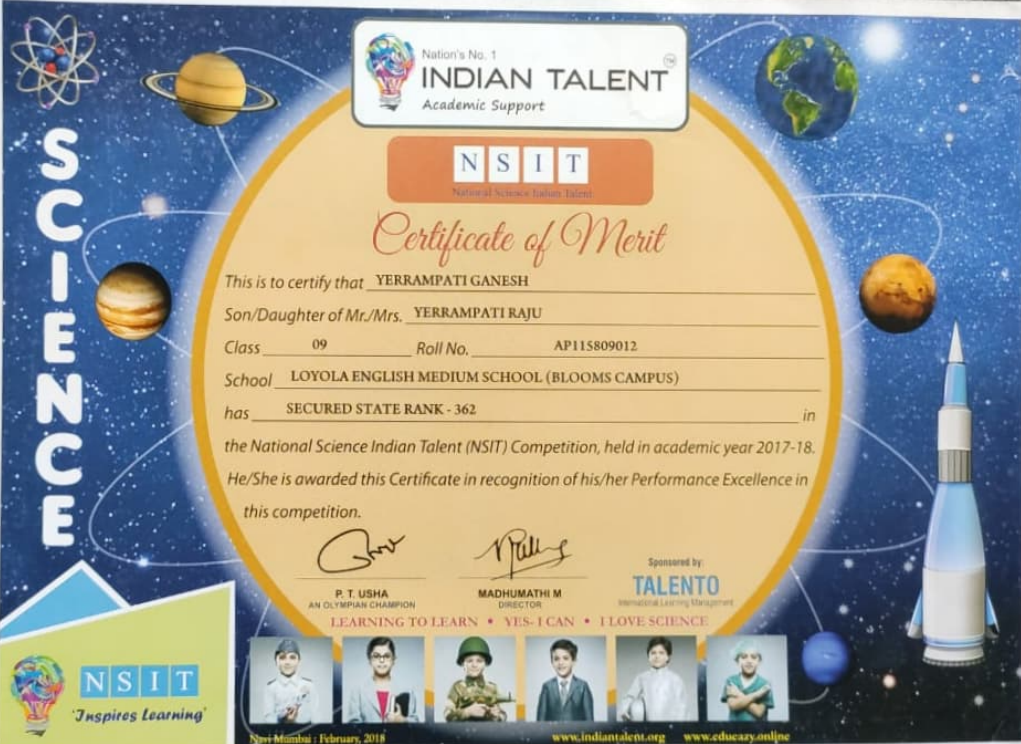 SCIENCE
Nation's No. 1
INDIAN TALENT
TM
Academic Support
NSIT
National Science Indian Talent
Certificate of Merit
This is to certify that YERRAMPATI GANESH
Son/Daughter of Mr./Mrs. YERRAMPATI RAJU
Class 09 Roll No. AP115809012
School LOYOLA ENGLISH MEDIUM SCHOOL (BLOOMS CAMPUS)
has SECURED STATE RANK - 362 in
the National Science Indian Talent (NSIT) Competition, held in academic year 2017-18.
He/She is awarded this Certificate in recognition of his/her Performance Excellence in
this competition.
P. T. USHA
AN OLYMPIAN CHAMPION
MADHUMATHI M
DIRECTOR
Sponsored by:
TALENTO
International Learning Management
LEARNING TO LEARN • YES- I CAN • I LOVE SCIENCE
NSIT
'Inspires Learning'
Navi Mumbai : February, 2018
www.indiantalent.org www.educazy.online